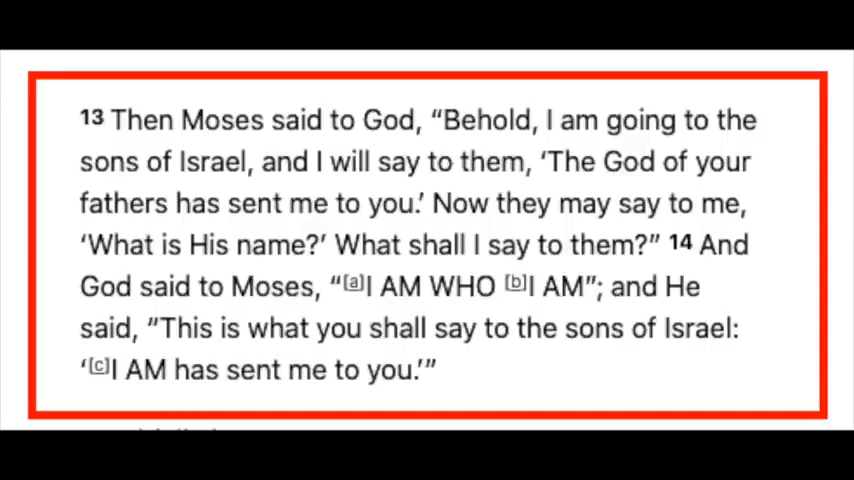 13 Then Moses said to God, “Behold, I am going to the
sons of Israel, and I will say to them, ‘The God of your
fathers has sent me to you.’ Now they may say to me,
‘What is His name?’ What shall I say to them?” 14 And
God said to Moses, “[a]I AM WHO [b]I AM”; and He
said, “This is what you shall say to the sons of Israel:
‘[c]I AM has sent me to you.’”